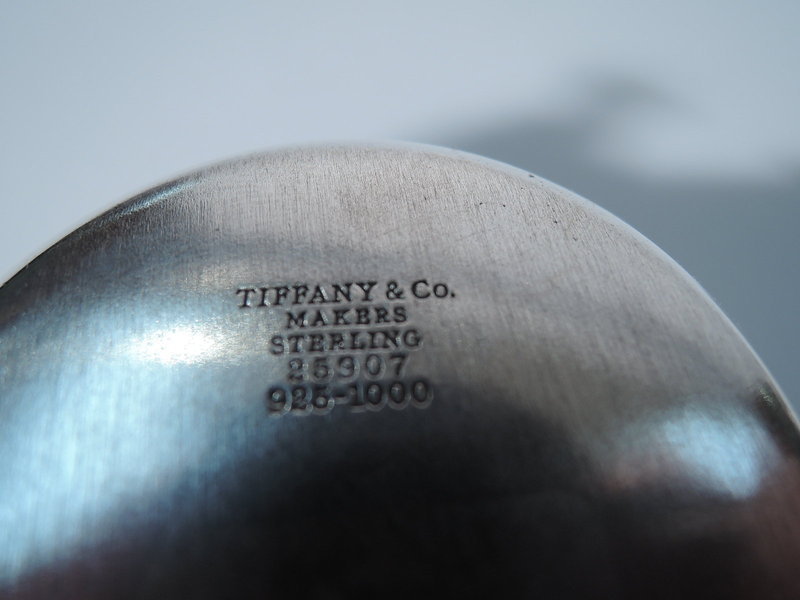 TIFFANY & Co.
MAKERS
STERLING
25907
925-1000